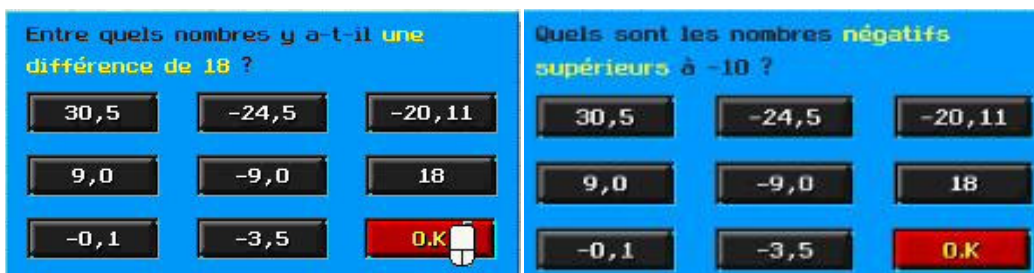 Entre quels nombres y a-t-il une
différence de 18 ?
30,5 -24,5 -20,11
9,0 -9,0 18
-0,1 -3,5 O.K
Quels sont les nombres négatifs
supérieurs à -10 ?
30,5 -24,5 -20,11
9,0 -9,0 18
-0,1 -3,5 O.K